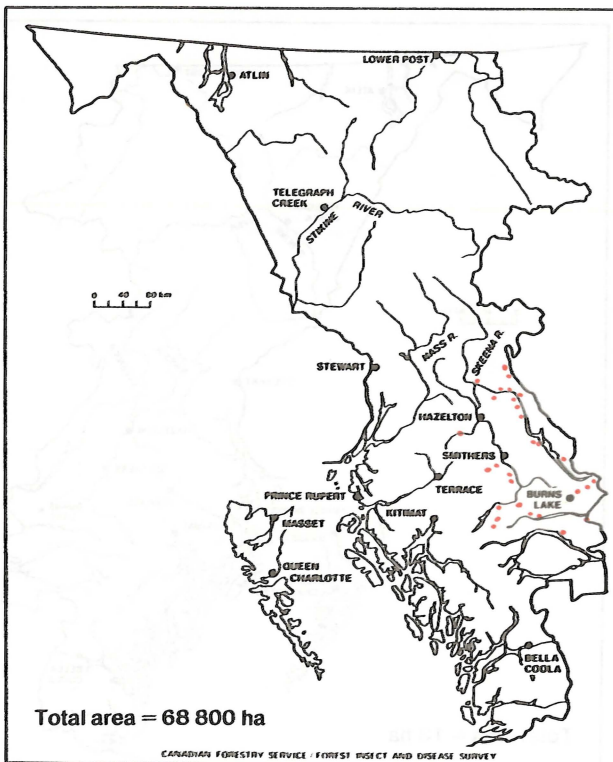 LOWER POST
ATLIN
TELEGRAPH
CREEK
STIKINE RIVER
0 40 80 km
NASS R.
SKEENA R.
STEWART
HAZELTON
SMITHERS
TERRACE
BURNS
LAKE
PRINCE RUPERT
KITIMAT
MASSET
QUEEN
CHARLOTTE
BELLA
COOLA
Total area = 68 800 ha
CANADIAN FORESTRY SERVICE / FOREST INSECT AND DISEASE SURVEY